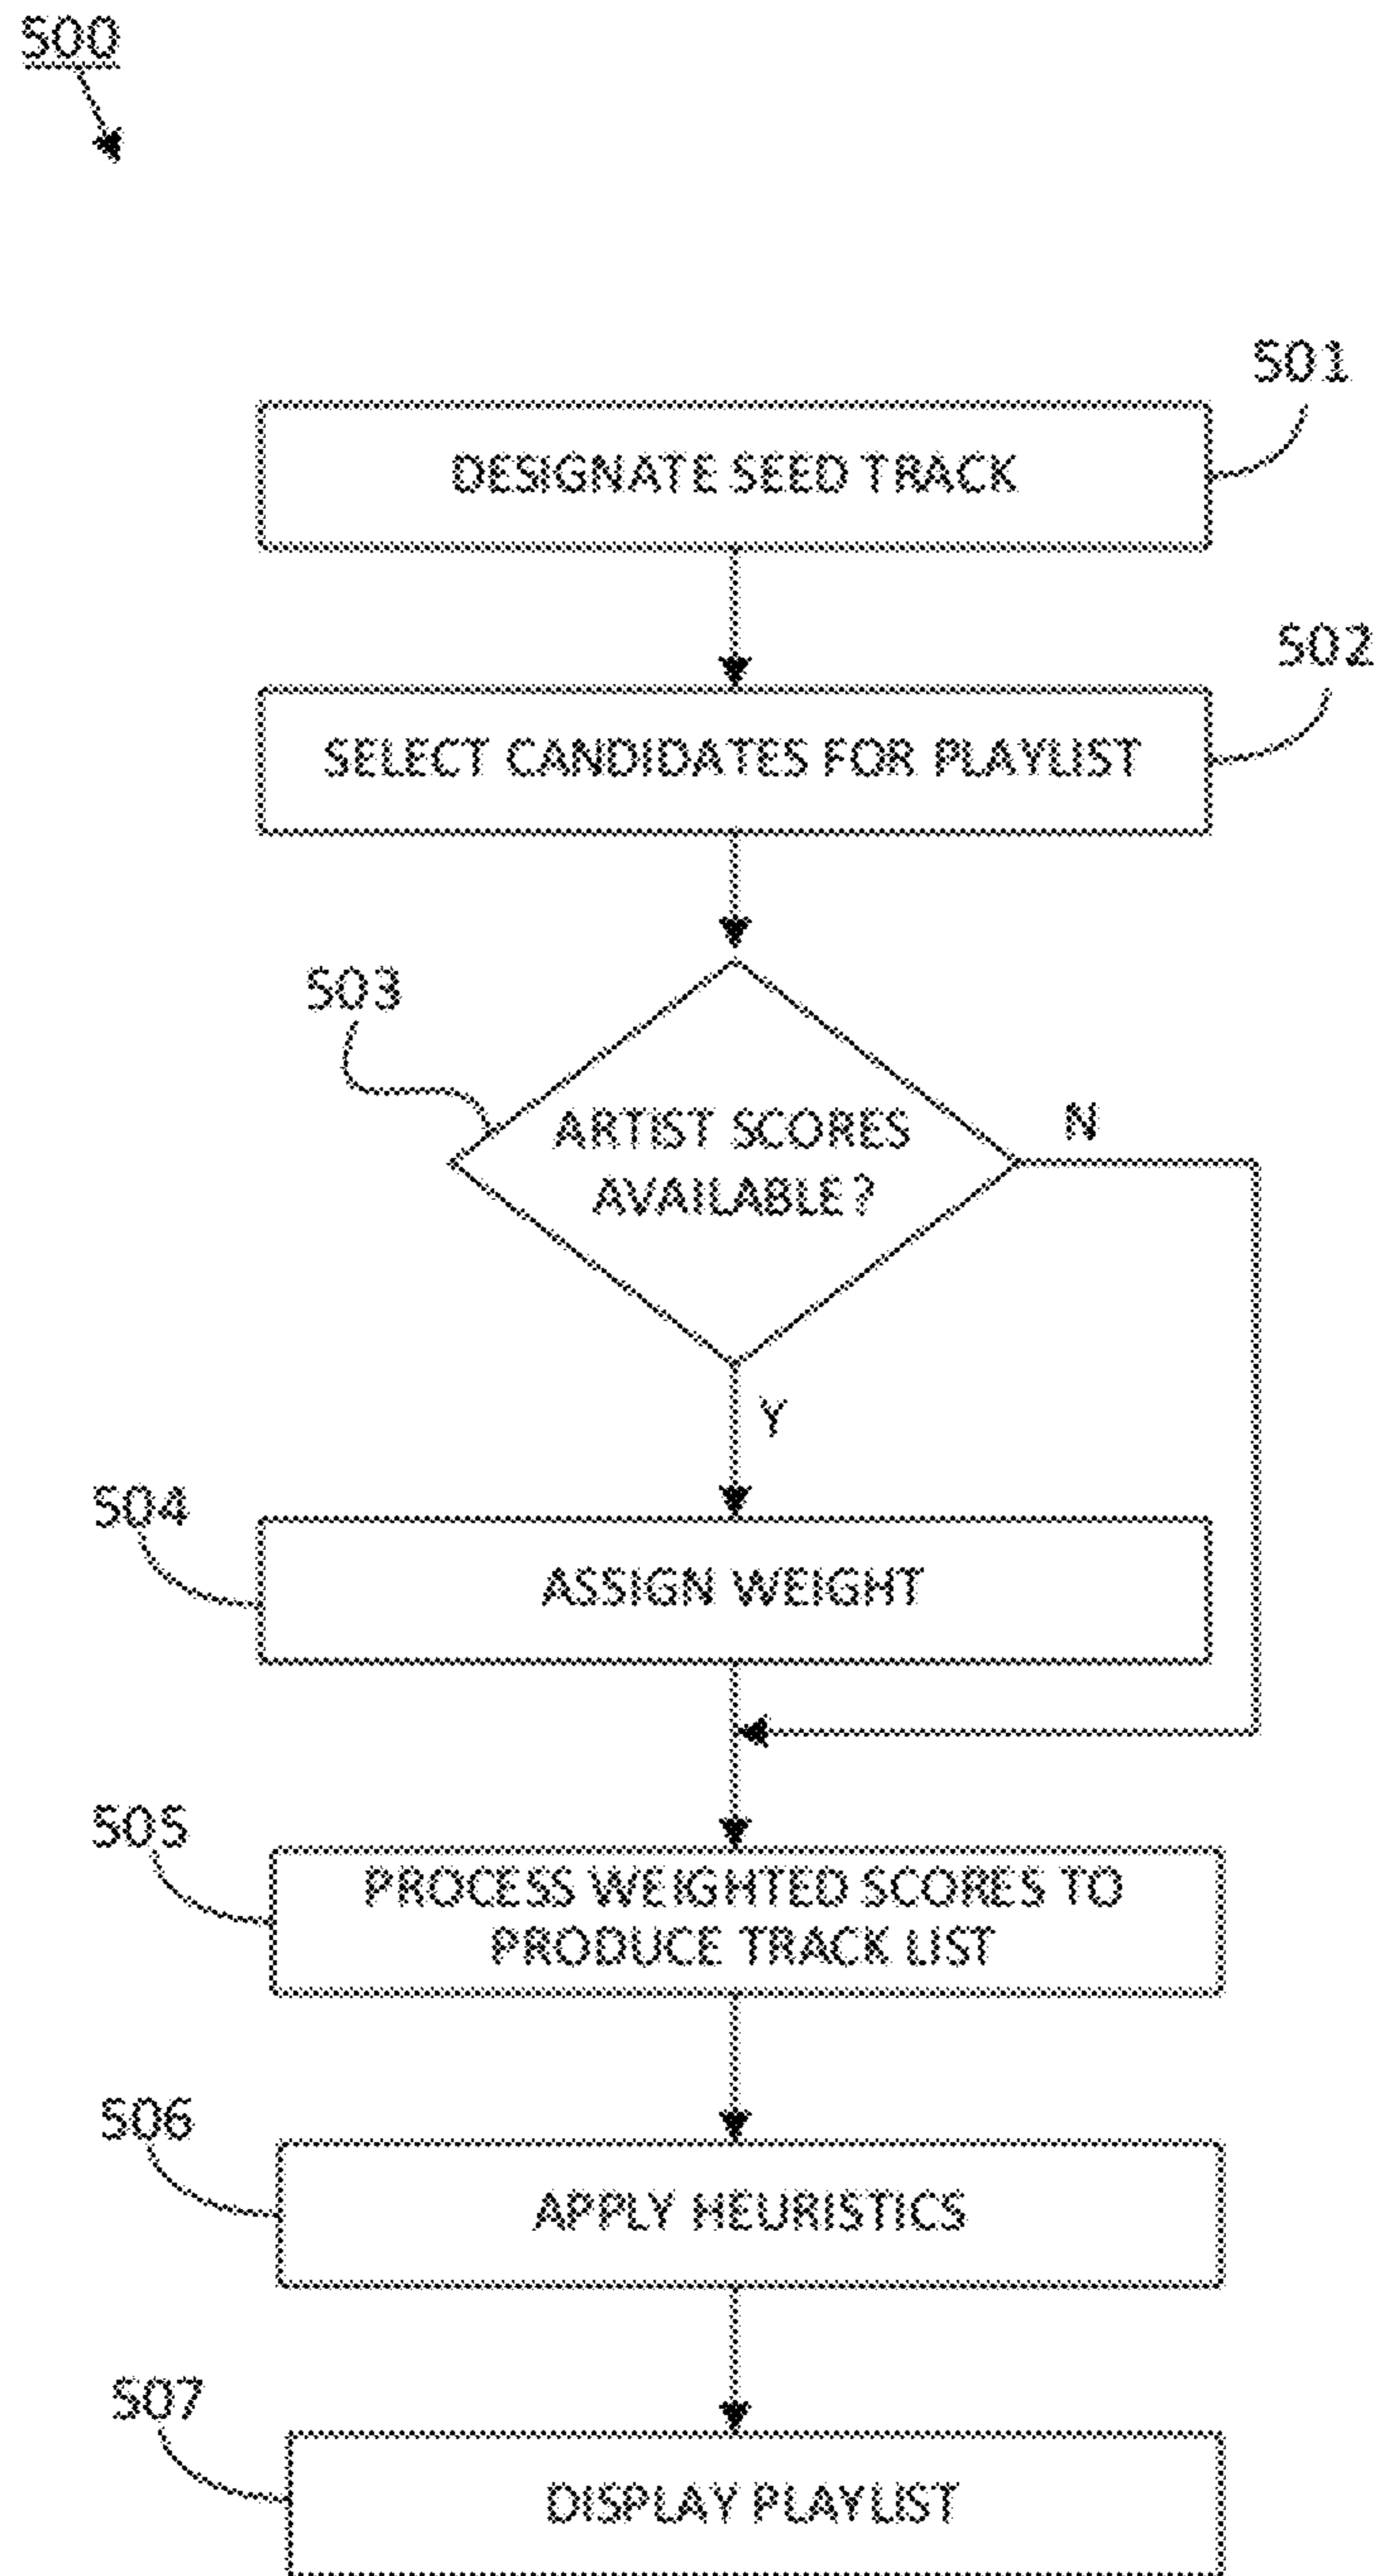 500
501
DESIGNATE SEED TRACK
502
SELECT CANDIDATES FOR PLAYLIST
503
ARTIST SCORES
AVAILABLE?
N
Y
504
ASSIGN WEIGHT
505
PROCESS WEIGHTED SCORES TO
PRODUCE TRACK LIST
506
APPLY HEURISTICS
507
DISPLAY PLAYLIST